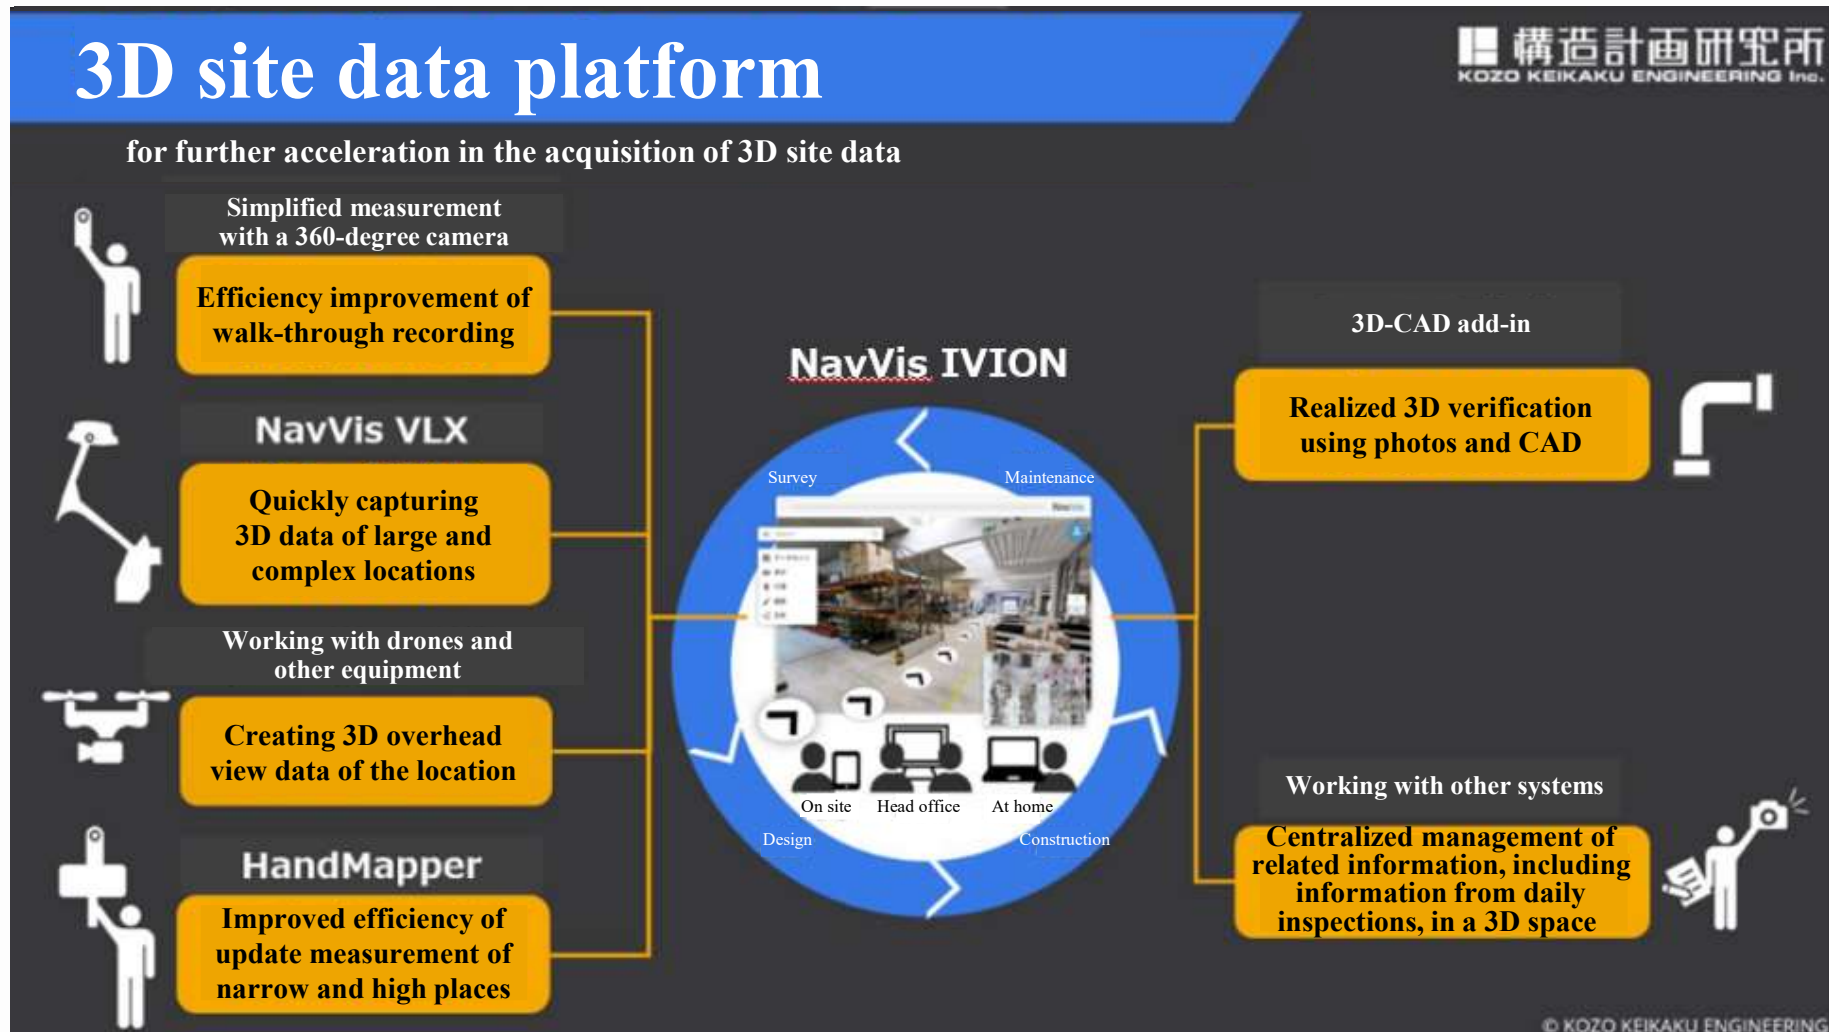 3D site data platform
構造計画研究所
KOZO KEIKAKU ENGINEERING Inc.
for further acceleration in the acquisition of 3D site data
Simplified measurement
with a 360-degree camera
Efficiency improvement of
walk-through recording
NavVis VLX
Quickly capturing
3D data of large and
complex locations
Working with drones and
other equipment
Creating 3D overhead
view data of the location
HandMapper
Improved efficiency of
update measurement of
narrow and high places
NavVis IVION
Survey
Maintenance
On site
Head office
At home
Design
Construction
3D-CAD add-in
Realized 3D verification
using photos and CAD
Working with other systems
Centralized management of
related information, including
information from daily
inspections, in a 3D space
© KOZO KEIKAKU ENGINEERING